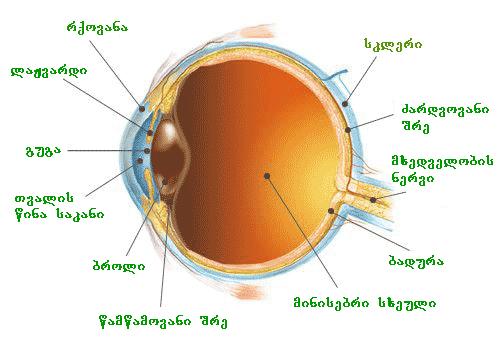 რქოვანა
ლაჟვარდი
გუგა
თვალის
წინა საკანი
ბროლი
წამწამოვანი შრე
სკლერი
ძარღვოვანი
შრე
მხედველობის
ნერვი
ბადურა
მინისებრი სხეული